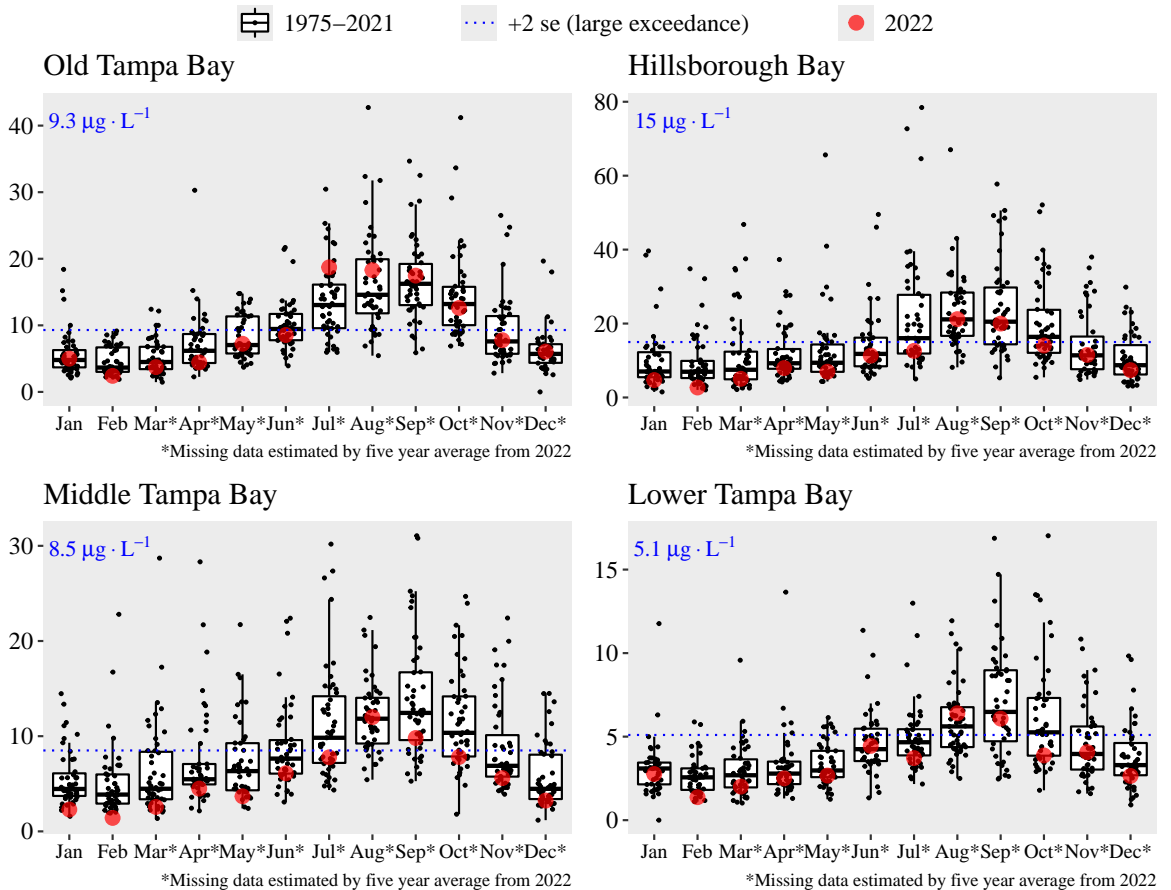 1975–2021 +2 se (large exceedance) 2022
Old Tampa Bay
9.3 μg · L⁻¹
40
30
20
10
0
Jan Feb Mar* Apr* May* Jun* Jul* Aug* Sep* Oct* Nov* Dec*
*Missing data estimated by five year average from 2022
Hillsborough Bay
15 μg · L⁻¹
80
60
40
20
0
Jan Feb Mar* Apr* May* Jun* Jul* Aug* Sep* Oct* Nov* Dec*
*Missing data estimated by five year average from 2022
Middle Tampa Bay
8.5 μg · L⁻¹
30
20
10
0
Jan Feb Mar* Apr* May* Jun* Jul* Aug* Sep* Oct* Nov* Dec*
*Missing data estimated by five year average from 2022
Lower Tampa Bay
5.1 μg · L⁻¹
15
10
5
0
Jan Feb Mar* Apr* May* Jun* Jul* Aug* Sep* Oct* Nov* Dec*
*Missing data estimated by five year average from 2022